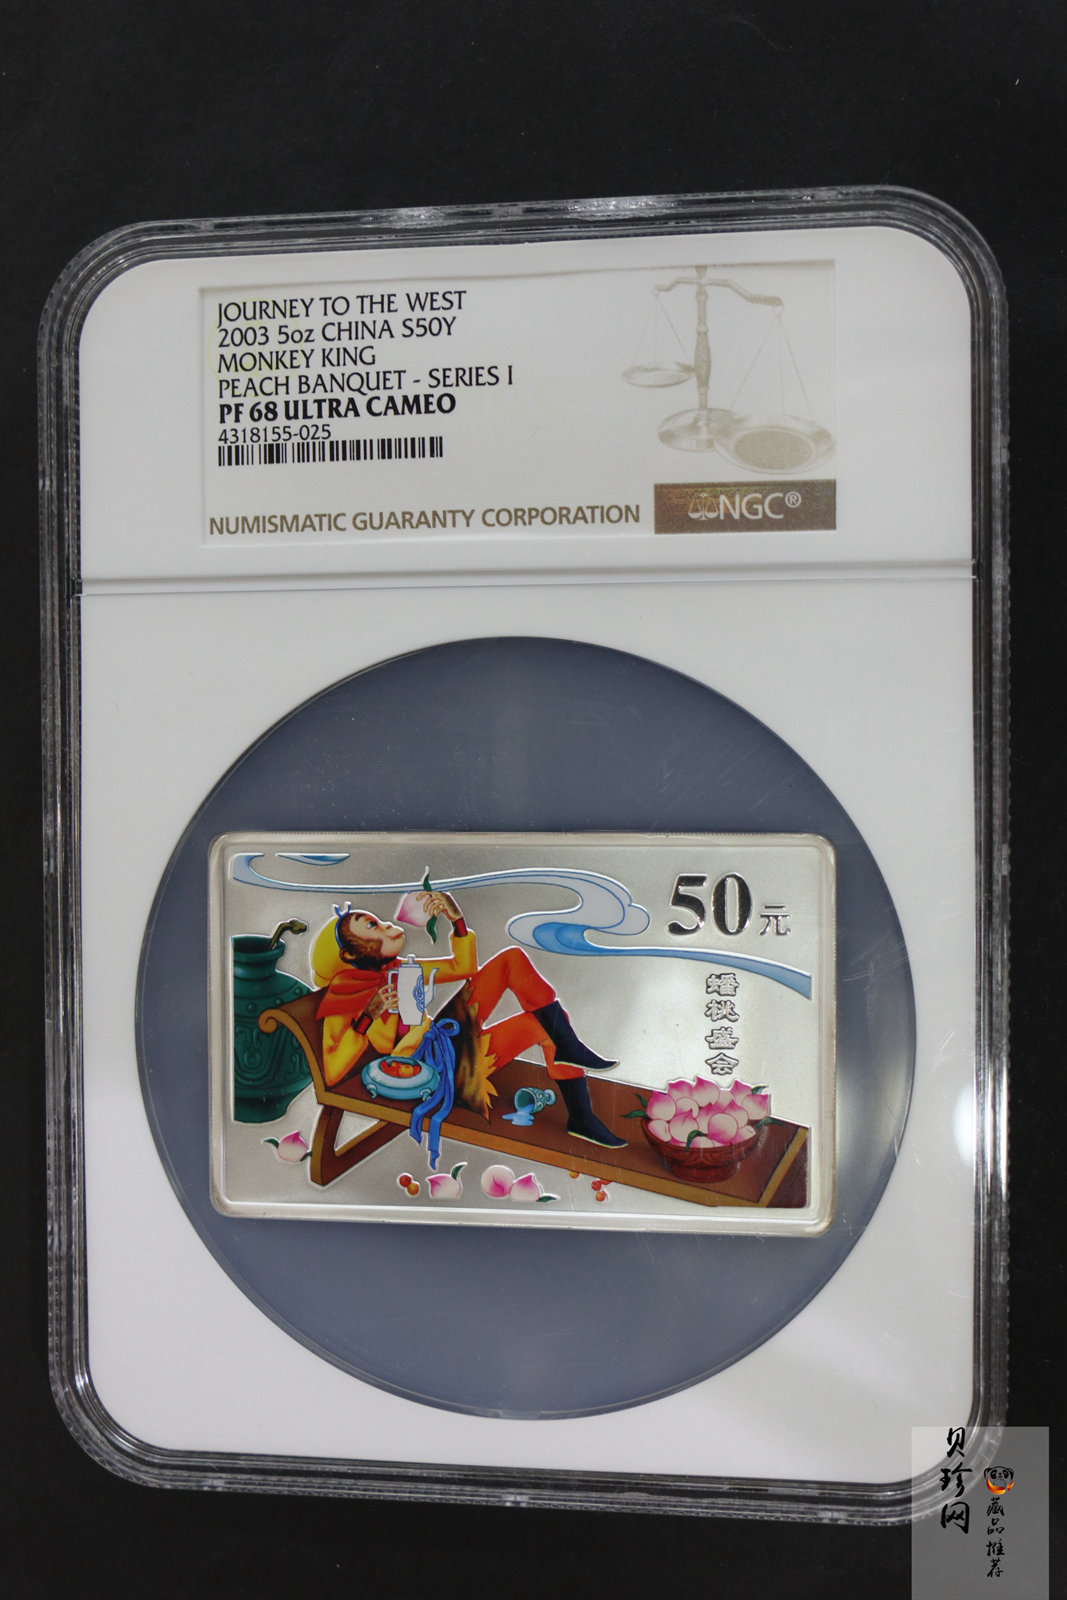 JOURNEY TO THE WEST
2003 5oz CHINA S50Y
MONKEY KING
PEACH BANQUET - SERIES I
PF 68 ULTRA CAMEO
4318155-025
NUMISMATIC GUARANTY CORPORATION
NGC®
50元
蟠桃盛会
贝珍网
藏品推荐